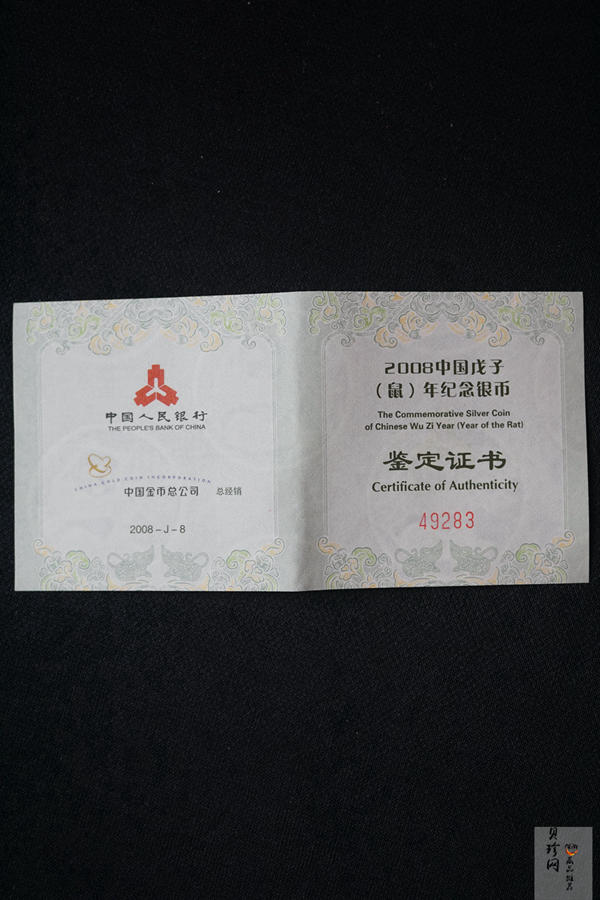 中国人民银行
THE PEOPLE'S BANK OF CHINA
CHINA GOLD COIN INCORPORATION
中国金币总公司 总经销
2008-J-8
2008中国戊子
（鼠）年纪念银币
The Commemorative Silver Coin
of Chinese Wu Zi Year (Year of the Rat)
鉴定证书
Certificate of Authenticity
49283
贝珍网